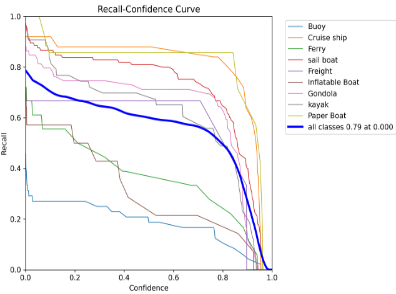 Recall-Confidence Curve
Recall
1.0
0.8
0.6
0.4
0.2
0.0
0.0 0.2 0.4 0.6 0.8 1.0
Confidence
Buoy
Cruise ship
Ferry
sail boat
Freight
Inflatable Boat
Gondola
kayak
Paper Boat
all classes 0.79 at 0.000